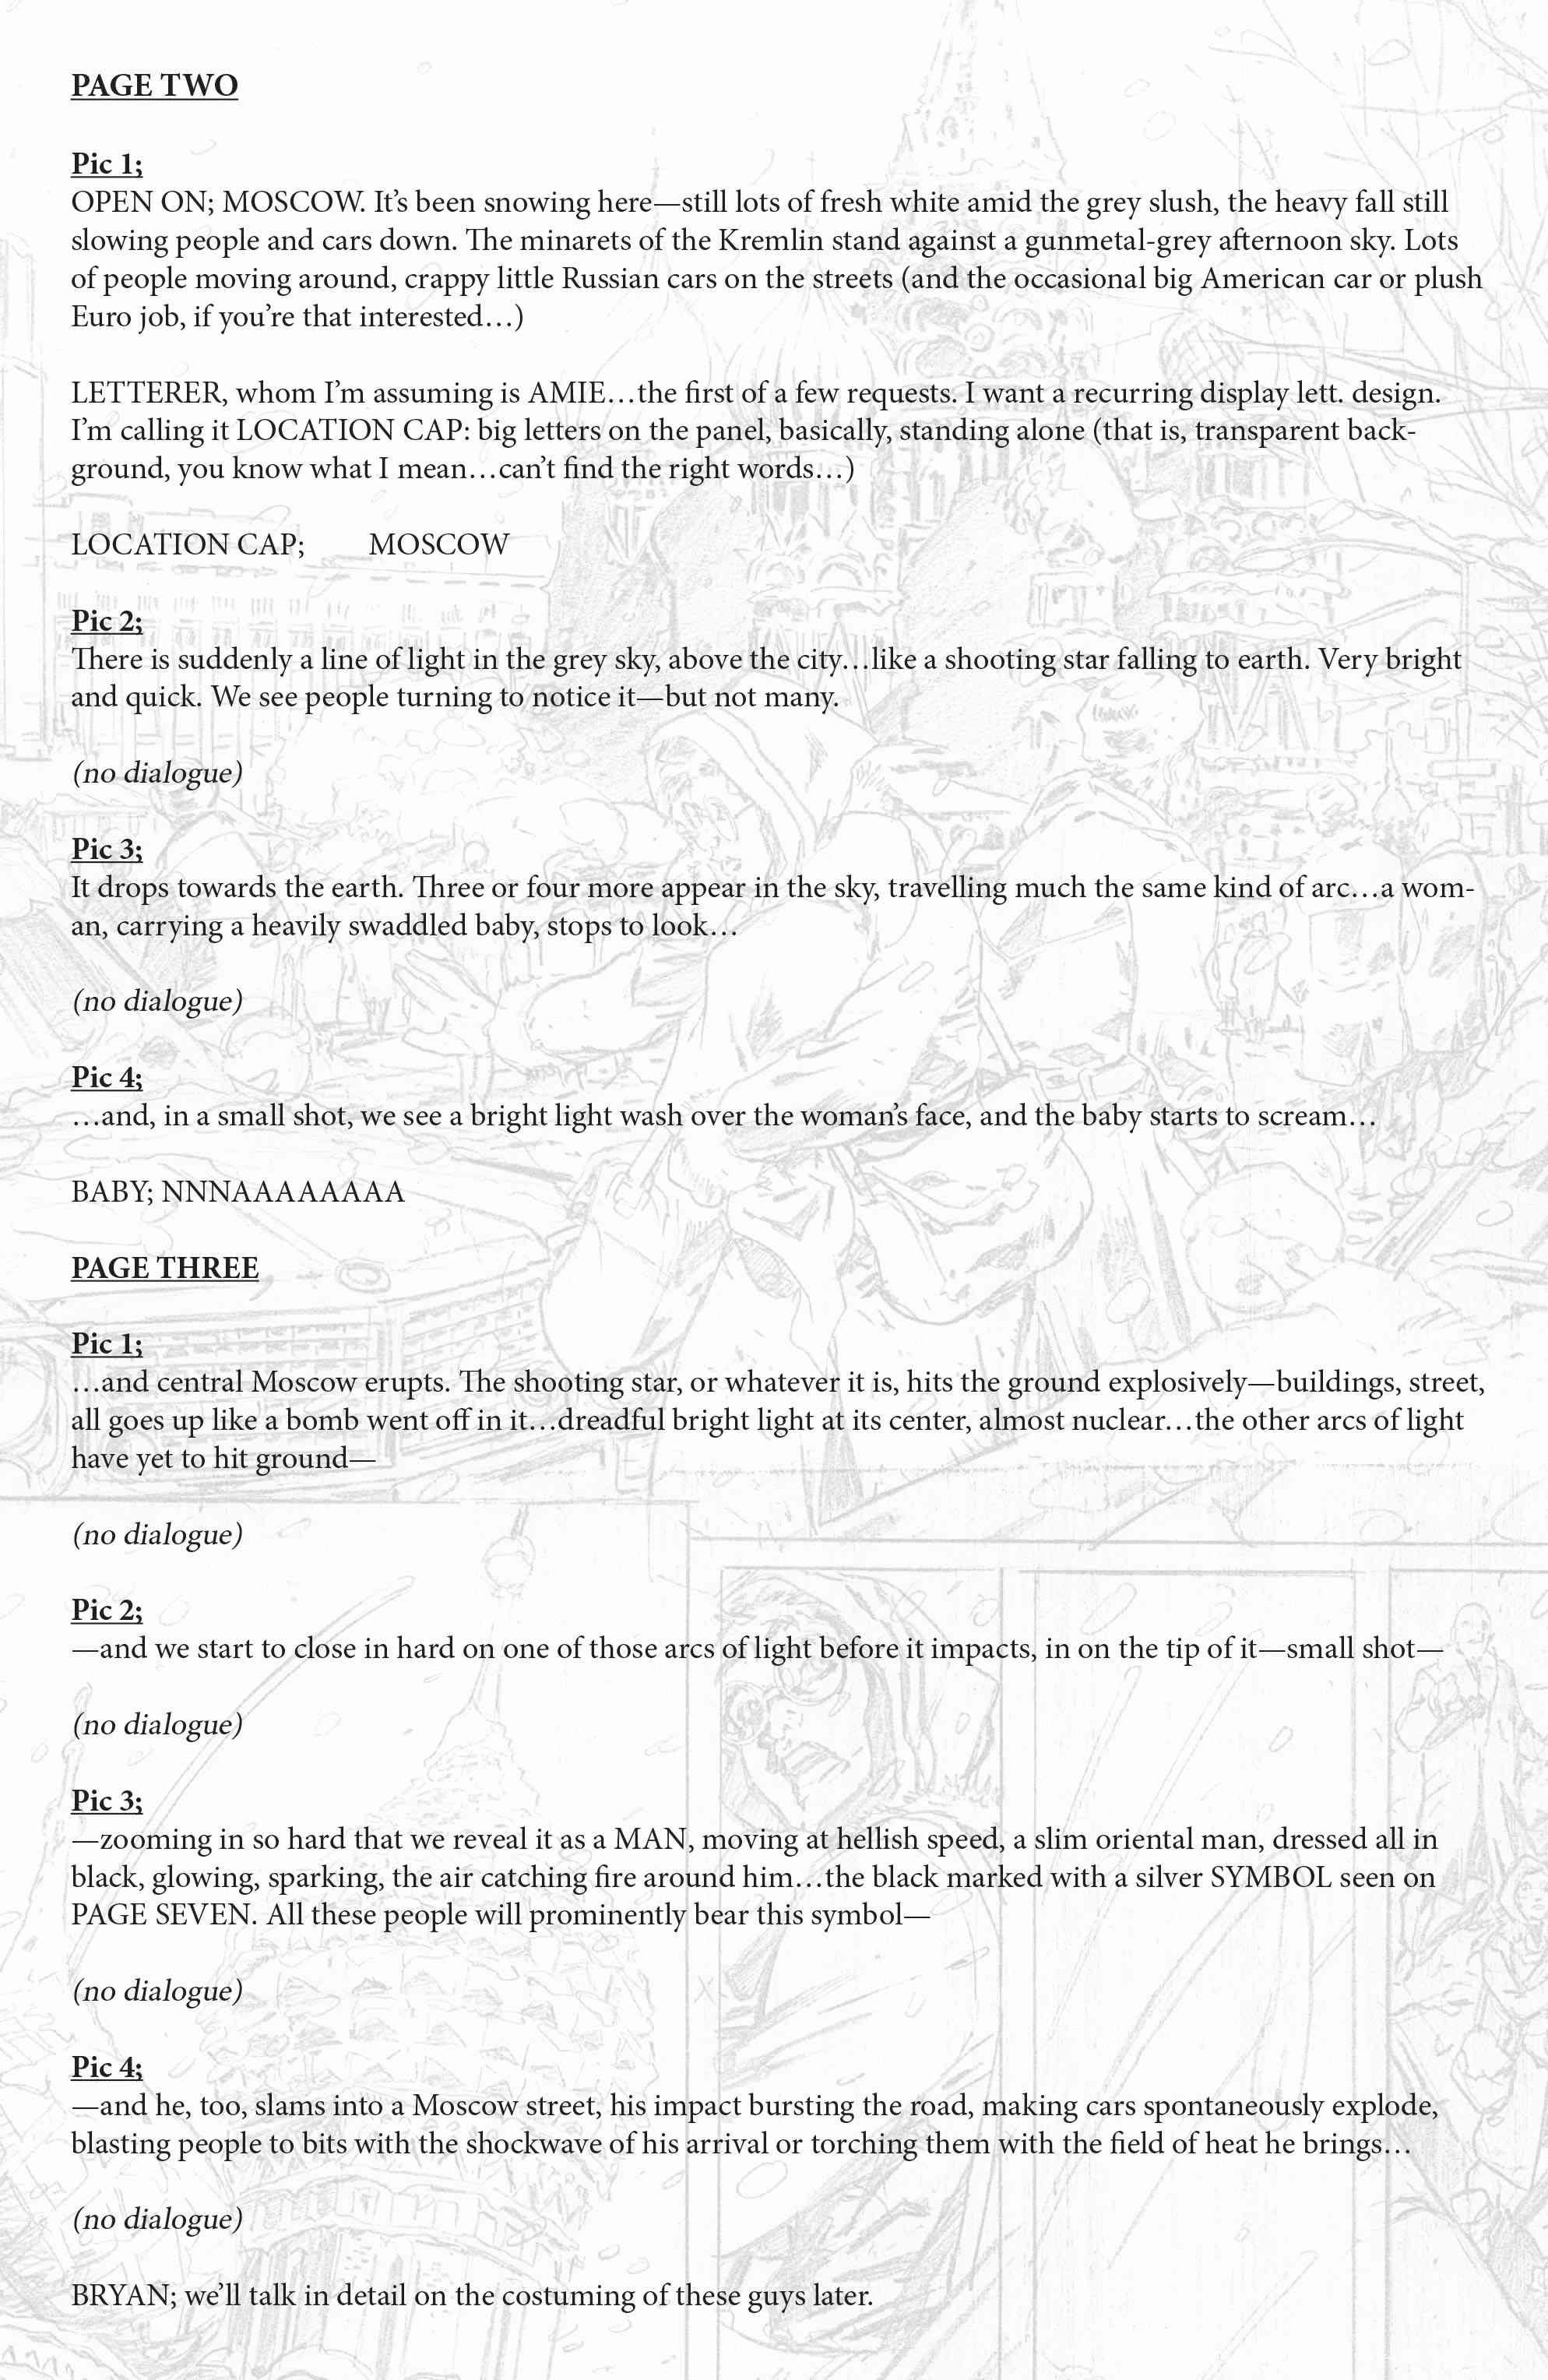 PAGE TWO
Pic 1;
OPEN ON; MOSCOW. It’s been snowing here—still lots of fresh white amid the grey slush, the heavy fall still
slowing people and cars down. The minarets of the Kremlin stand against a gunmetal-grey afternoon sky. Lots
of people moving around, crappy little Russian cars on the streets (and the occasional big American car or plush
Euro job, if you’re that interested…)
LETTERER, whom I’m assuming is AMIE…the first of a few requests. I want a recurring display lett. design.
I’m calling it LOCATION CAP: big letters on the panel, basically, standing alone (that is, transparent back-
ground, you know what I mean…can’t find the right words…)
LOCATION CAP; MOSCOW
Pic 2;
There is suddenly a line of light in the grey sky, above the city…like a shooting star falling to earth. Very bright
and quick. We see people turning to notice it—but not many.
(no dialogue)
Pic 3;
It drops towards the earth. Three or four more appear in the sky, travelling much the same kind of arc…a wom-
an, carrying a heavily swaddled baby, stops to look…
(no dialogue)
Pic 4;
…and, in a small shot, we see a bright light wash over the woman’s face, and the baby starts to scream…
BABY; NNNAAAAAAAA
PAGE THREE
Pic 1;
…and central Moscow erupts. The shooting star, or whatever it is, hits the ground explosively—buildings, street,
all goes up like a bomb went off in it…dreadful bright light at its center, almost nuclear…the other arcs of light
have yet to hit ground—
(no dialogue)
Pic 2;
—and we start to close in hard on one of those arcs of light before it impacts, in on the tip of it—small shot—
(no dialogue)
Pic 3;
—zooming in so hard that we reveal it as a MAN, moving at hellish speed, a slim oriental man, dressed all in
black, glowing, sparking, the air catching fire around him…the black marked with a silver SYMBOL seen on
PAGE SEVEN. All these people will prominently bear this symbol—
(no dialogue)
Pic 4;
—and he, too, slams into a Moscow street, his impact bursting the road, making cars spontaneously explode,
blasting people to bits with the shockwave of his arrival or torching them with the field of heat he brings…
(no dialogue)
BRYAN; we’ll talk in detail on the costuming of these guys later.